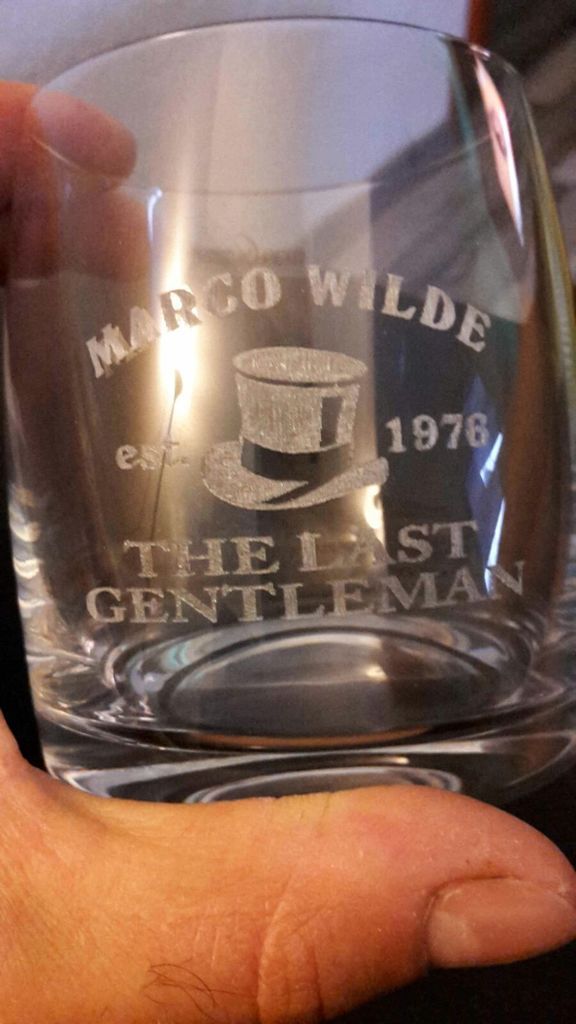 MARCO WILDE
est. 1976
THE LAST
GENTLEMAN